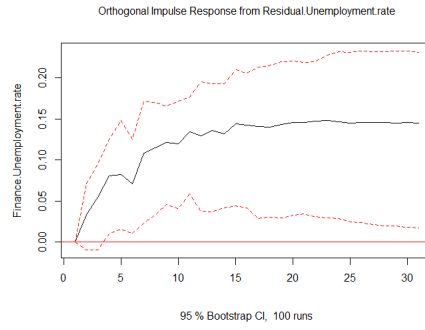 Orthogonal Impulse Response from Residual.Unemployment.rate
Finance.Unemployment.rate
0.20
0.15
0.10
0.05
0.00
0 5 10 15 20 25 30
95 % Bootstrap CI, 100 runs